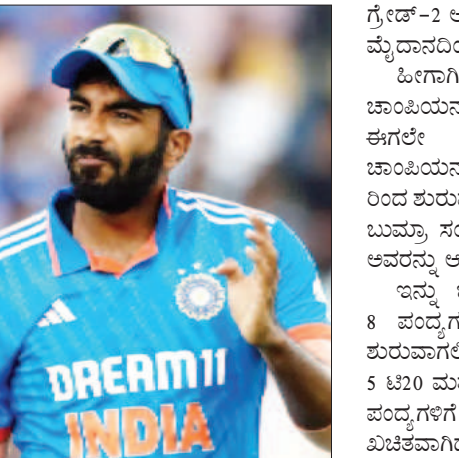 DREAM11
INDIA
ಗ್ರೇಡ್-2
ಮೈದಾನದಿಂ
ಹೀಗಾಗಿ
ಚಾಂಪಿಯನ
ಈಗಲೇ
ಚಾಂಪಿಯನ
ರಿಂದ ಶುರು
ಬುಮ್ರಾ ಸಂ
ಅವರನ್ನು ಆ
ಇನ್ನು
8 ಪಂದ್ಯಗ
ಶುರುವಾಗಲಿ
5 ಟಿ20 ಮ
ಪಂದ್ಯಗಳಿಗೆ
ಖಚಿತವಾಗಿ